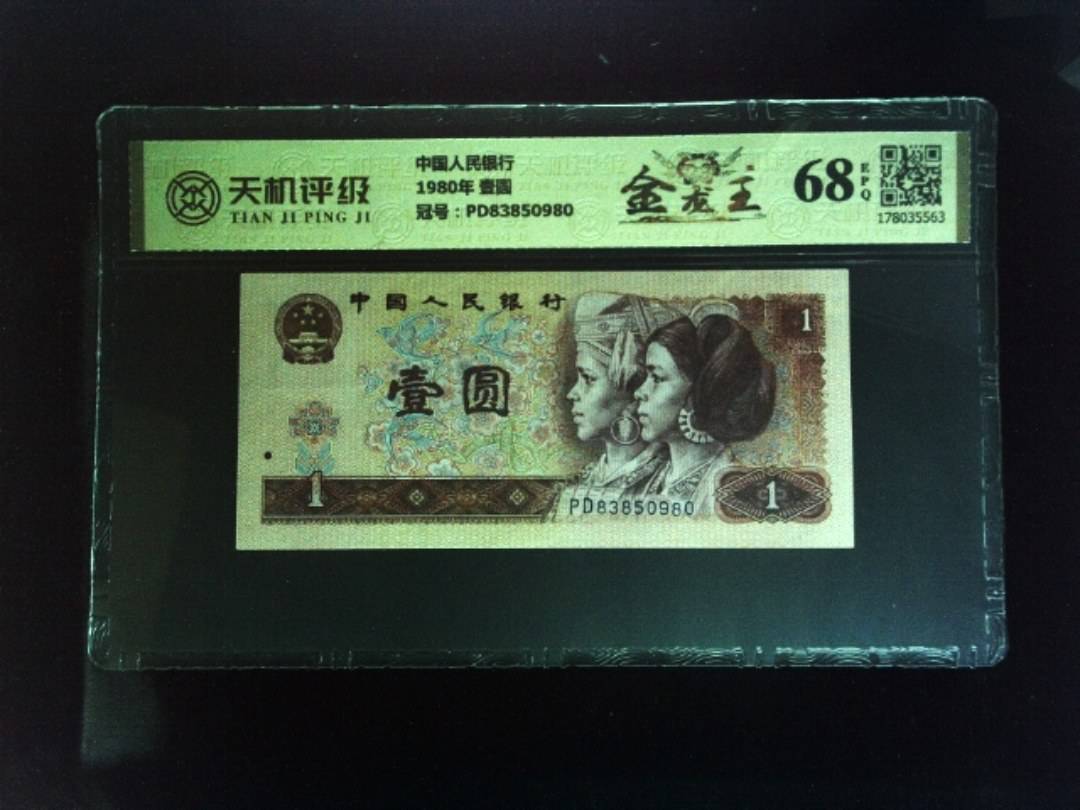 天机评级
TIAN JI PING JI
中国人民银行
1980年 壹圆
冠号：PD83850980
金龙王
68
EPQ
178035563
中国人民银行
1
壹圆
1
PD83850980
1